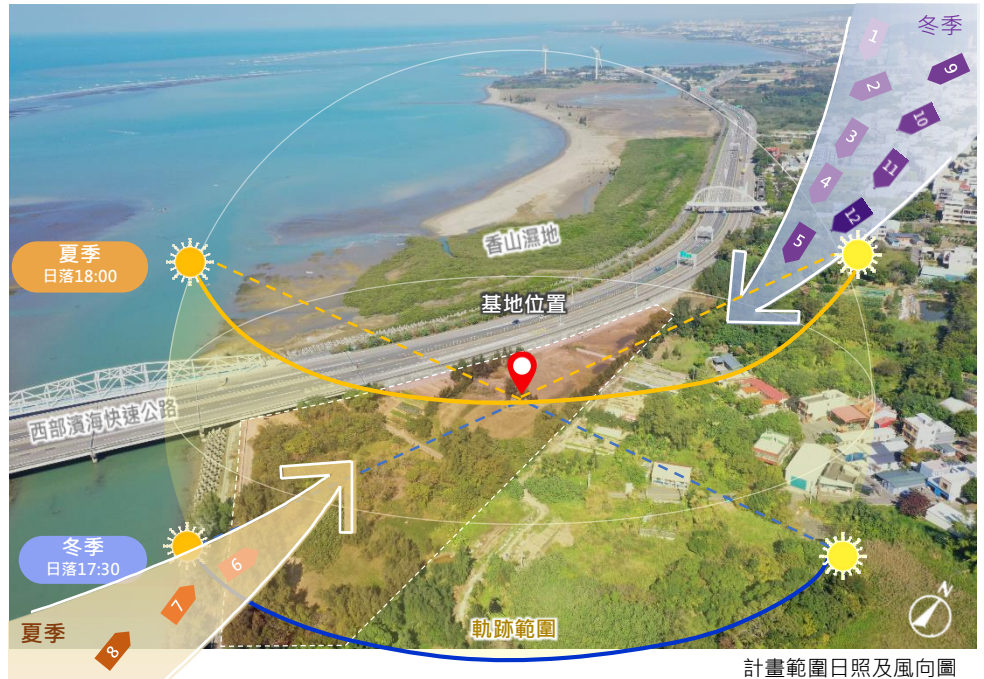 冬季
1
9
2
10
3
11
4
12
5
夏季
日落18:00
香山濕地
基地位置
西部濱海快速公路
冬季
日落17:30
6
7
8
夏季
軌跡範圍
N
計畫範圍日照及風向圖